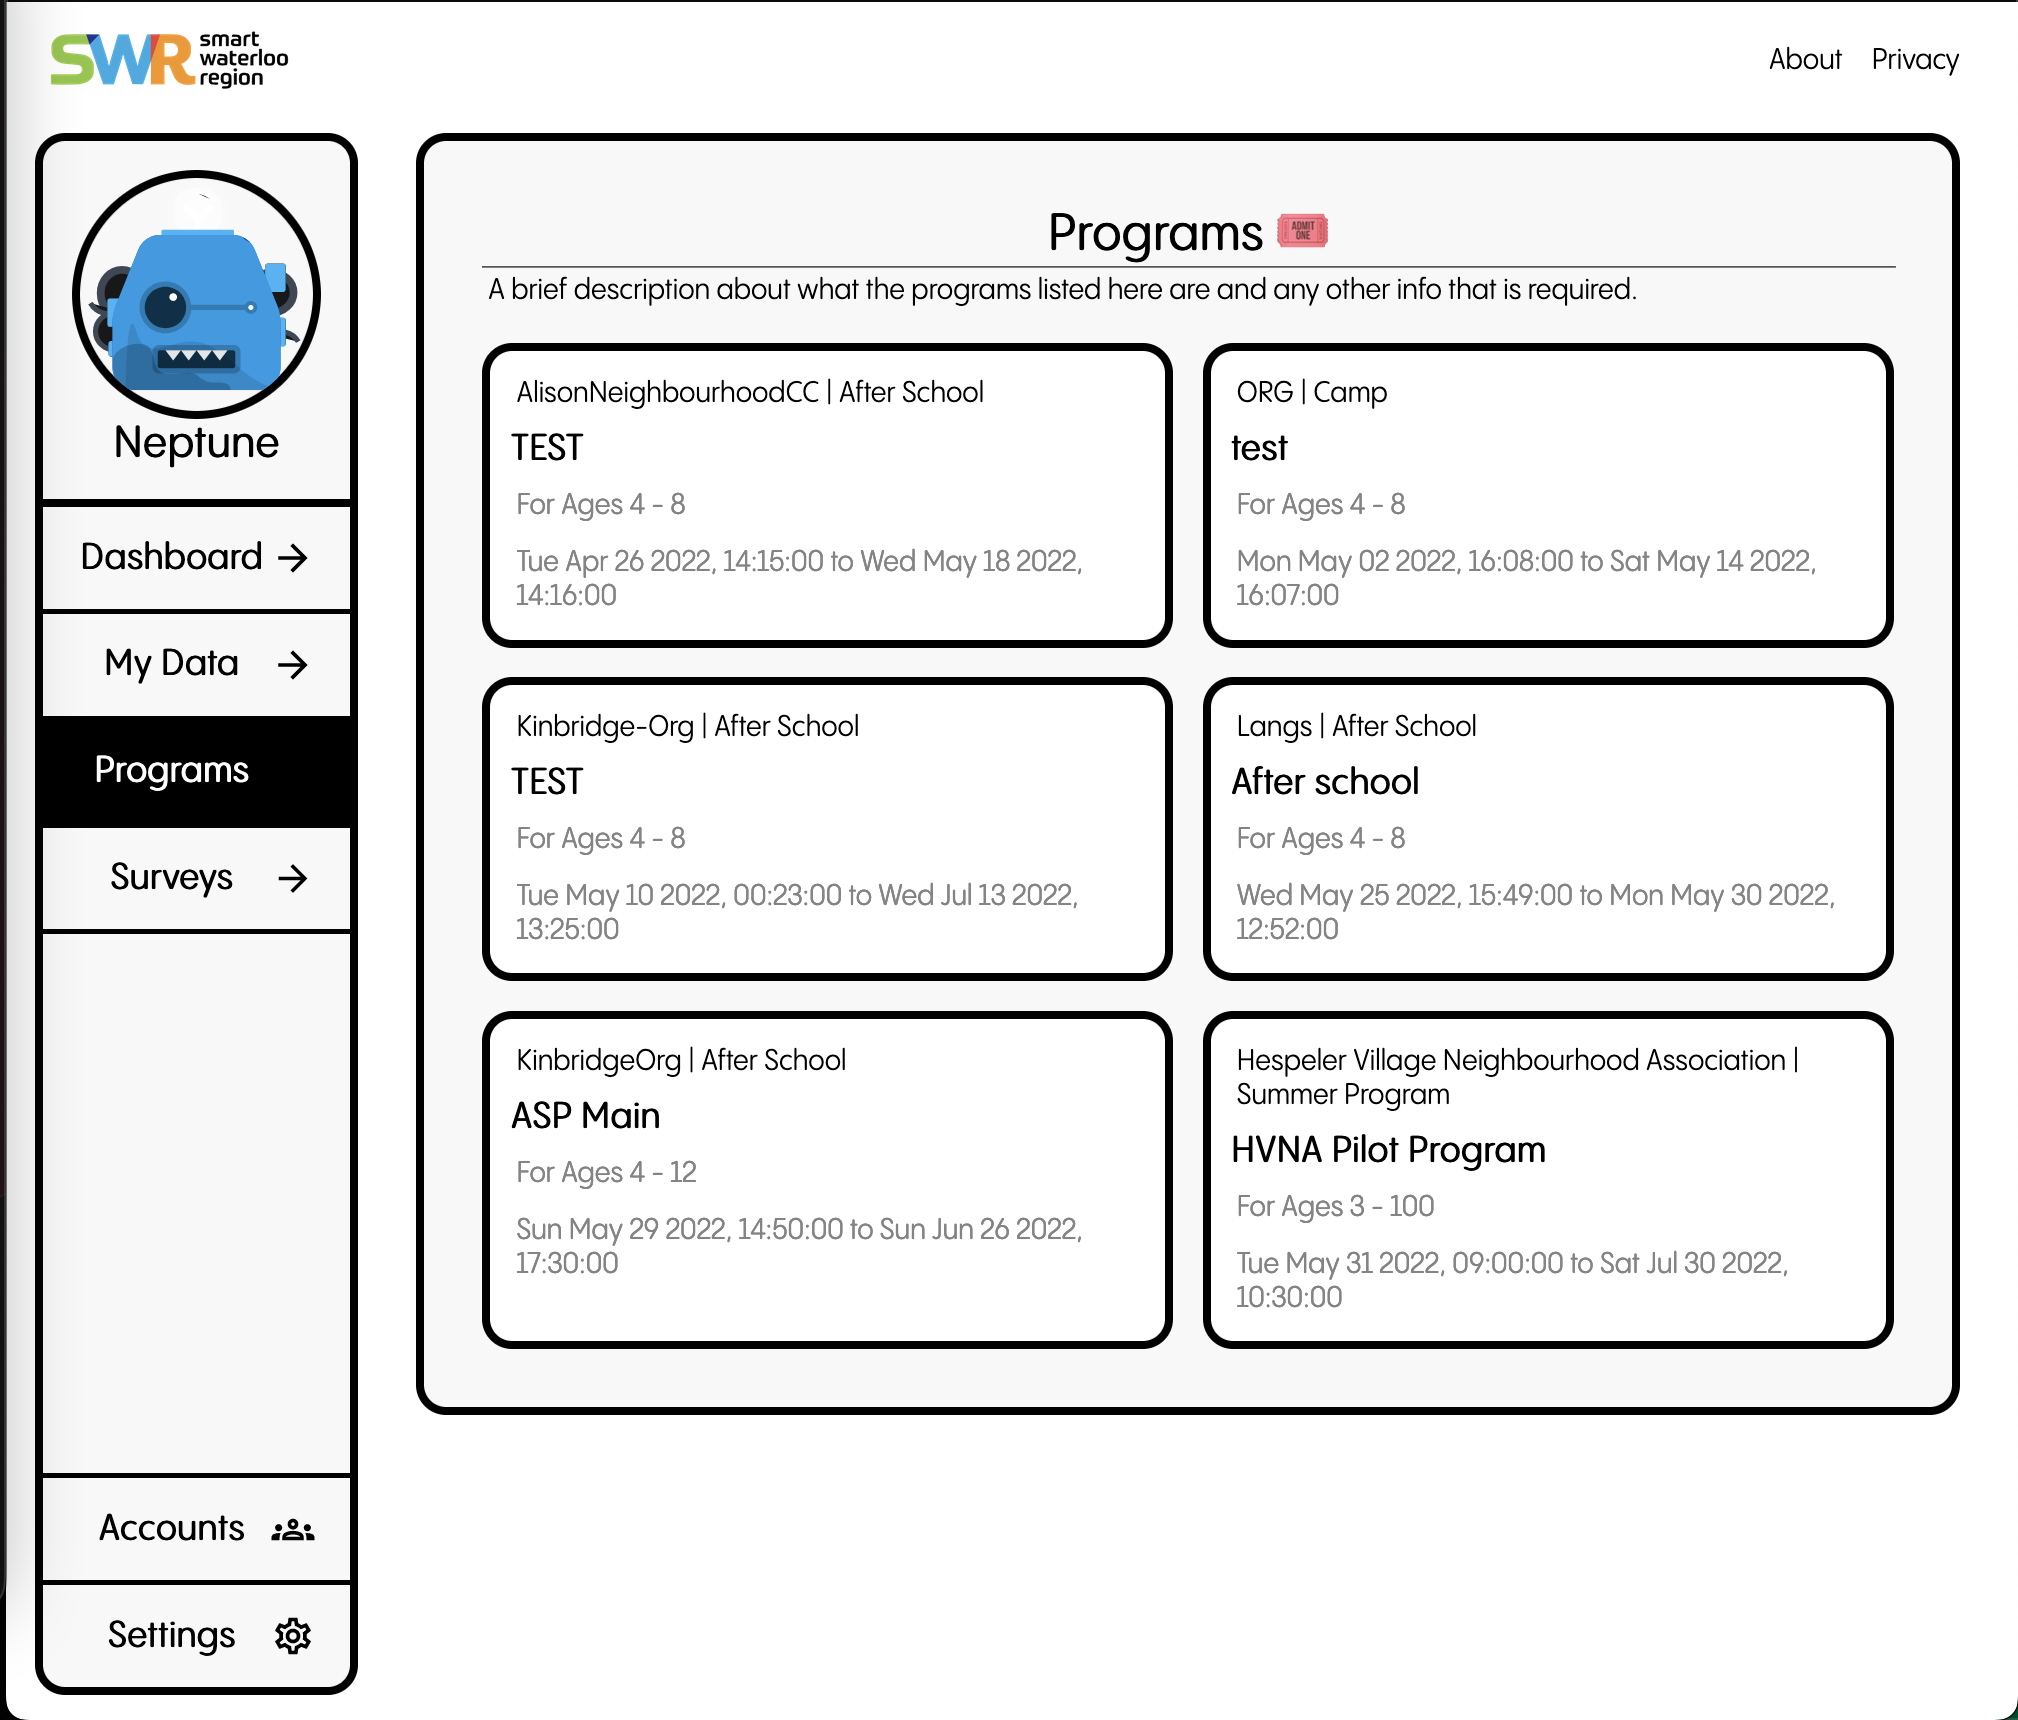 SWR smart
waterloo
region
About Privacy
Neptune
Dashboard
My Data
Programs
Surveys
Accounts
Settings
Programs
ADMIT
ONE
A brief description about what the programs listed here are and any other info that is required.
AlisonNeighbourhoodCC | After School
TEST
For Ages 4 - 8
Tue Apr 26 2022, 14:15:00 to Wed May 18 2022,
14:16:00
ORG | Camp
test
For Ages 4 - 8
Mon May 02 2022, 16:08:00 to Sat May 14 2022,
16:07:00
Kinbridge-Org | After School
TEST
For Ages 4 - 8
Tue May 10 2022, 00:23:00 to Wed Jul 13 2022,
13:25:00
Langs | After School
After school
For Ages 4 - 8
Wed May 25 2022, 15:49:00 to Mon May 30 2022,
12:52:00
KinbridgeOrg | After School
ASP Main
For Ages 4 - 12
Sun May 29 2022, 14:50:00 to Sun Jun 26 2022,
17:30:00
Hespeler Village Neighbourhood Association |
Summer Program
HVNA Pilot Program
For Ages 3 - 100
Tue May 31 2022, 09:00:00 to Sat Jul 30 2022,
10:30:00